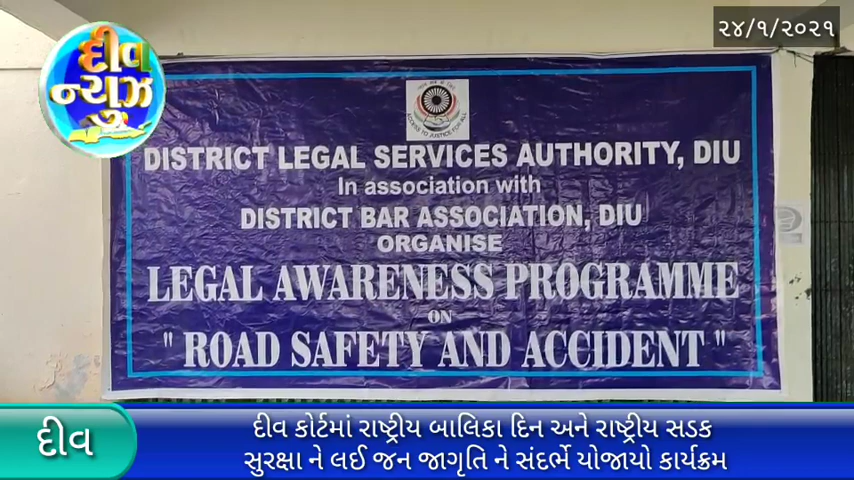 ૨૪/૧/૨૦૨૧
દીવ
ન્યુઝ
ACCESS TO JUSTICE FOR ALL
DISTRICT LEGAL SERVICES AUTHORITY, DIU
In association with
DISTRICT BAR ASSOCIATION, DIU
ORGANISE
LEGAL AWARENESS PROGRAMME
ON
" ROAD SAFETY AND ACCIDENT "
દીવ
દીવ કોર્ટમાં રાષ્ટ્રીય બાલિકા દિન અને રાષ્ટ્રીય સડક
સુરક્ષા ને લઈ જન જાગૃતિ ને સંદર્ભે યોજાયો કાર્યક્રમ